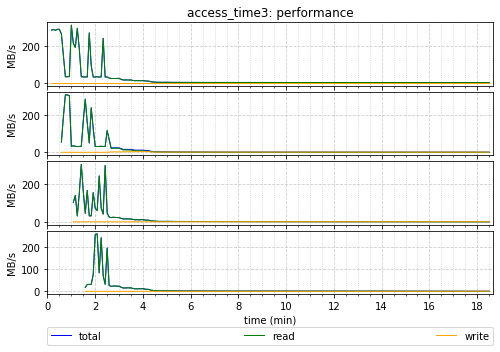 access_time3: performance
MB/s
200
0
MB/s
200
0
MB/s
200
0
MB/s
200
100
0
0 2 4 6 8 10 12 14 16 18
time (min)
total read write